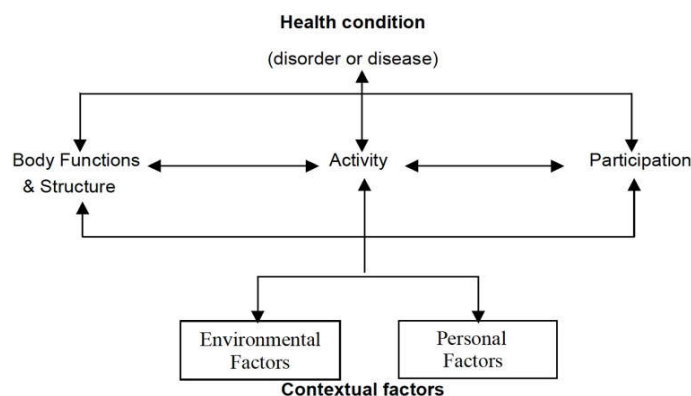 Health condition
(disorder or disease)
Body Functions
& Structure
Activity
Participation
Environmental
Factors
Personal
Factors
Contextual factors